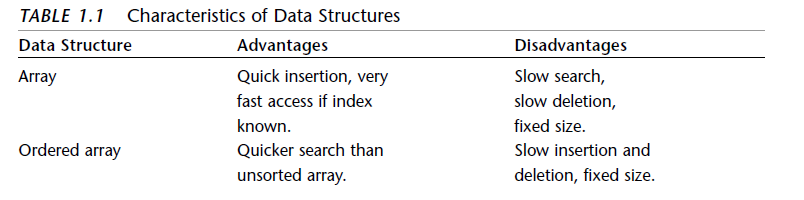 TABLE 1.1 Characteristics of Data Structures
Data Structure Advantages Disadvantages
Array Quick insertion, very Slow search,
fast access if index slow deletion,
known. fixed size.
Ordered array Quicker search than Slow insertion and
unsorted array. deletion, fixed size.